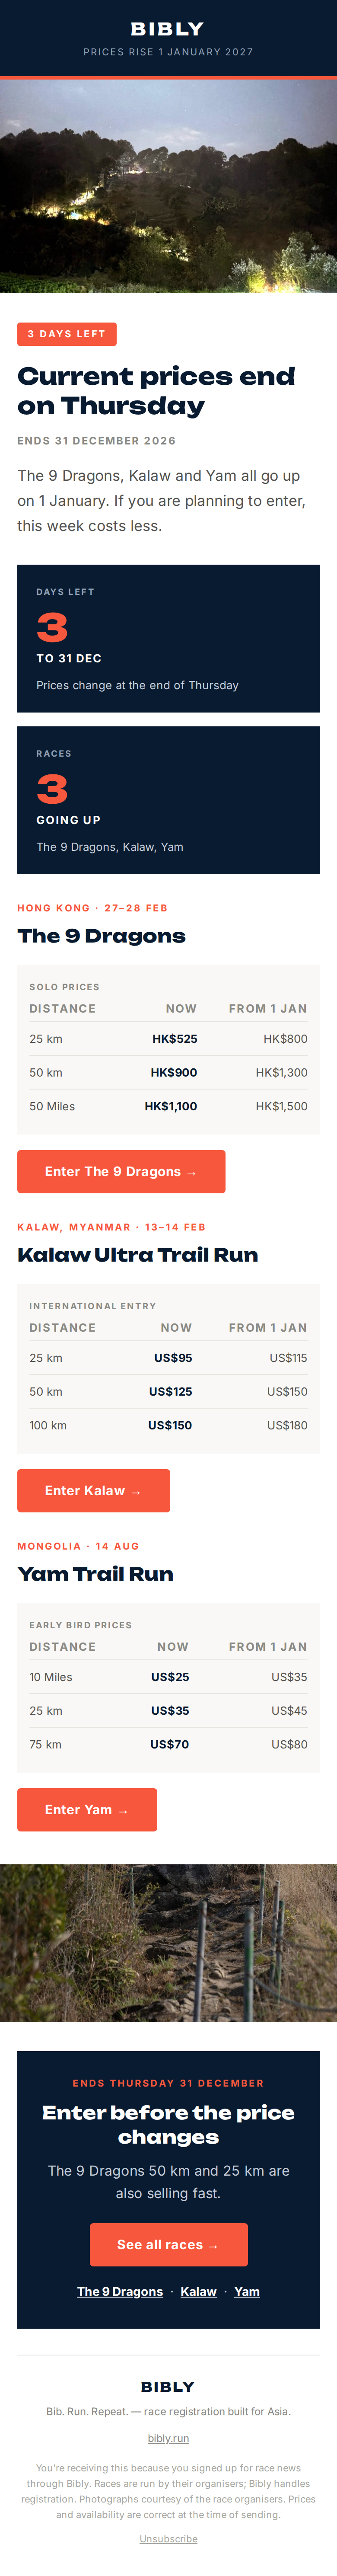 BIBLY
PRICES RISE 1 JANUARY 2027
3 DAYS LEFT
Current prices end
on Thursday
ENDS 31 DECEMBER 2026
The 9 Dragons, Kalaw and Yam all go up
on 1 January. If you are planning to enter,
this week costs less.
DAYS LEFT
3
TO 31 DEC
Prices change at the end of Thursday
RACES
3
GOING UP
The 9 Dragons, Kalaw, Yam
HONG KONG · 27–28 FEB
The 9 Dragons
SOLO PRICES
DISTANCE NOW FROM 1 JAN
25 km HK$525 HK$800
50 km HK$900 HK$1,300
50 Miles HK$1,100 HK$1,500
Enter The 9 Dragons →
KALAW, MYANMAR · 13–14 FEB
Kalaw Ultra Trail Run
INTERNATIONAL ENTRY
DISTANCE NOW FROM 1 JAN
25 km US$95 US$115
50 km US$125 US$150
100 km US$150 US$180
Enter Kalaw →
MONGOLIA · 14 AUG
Yam Trail Run
EARLY BIRD PRICES
DISTANCE NOW FROM 1 JAN
10 Miles US$25 US$35
25 km US$35 US$45
75 km US$70 US$80
Enter Yam →
ENDS THURSDAY 31 DECEMBER
Enter before the price
changes
The 9 Dragons 50 km and 25 km are
also selling fast.
See all races →
The 9 Dragons · Kalaw · Yam
BIBLY
Bib. Run. Repeat. — race registration built for Asia.
bibly.run
You're receiving this because you signed up for race news
through Bibly. Races are run by their organisers; Bibly handles
registration. Photographs courtesy of the race organisers. Prices
and availability are correct at the time of sending.
Unsubscribe